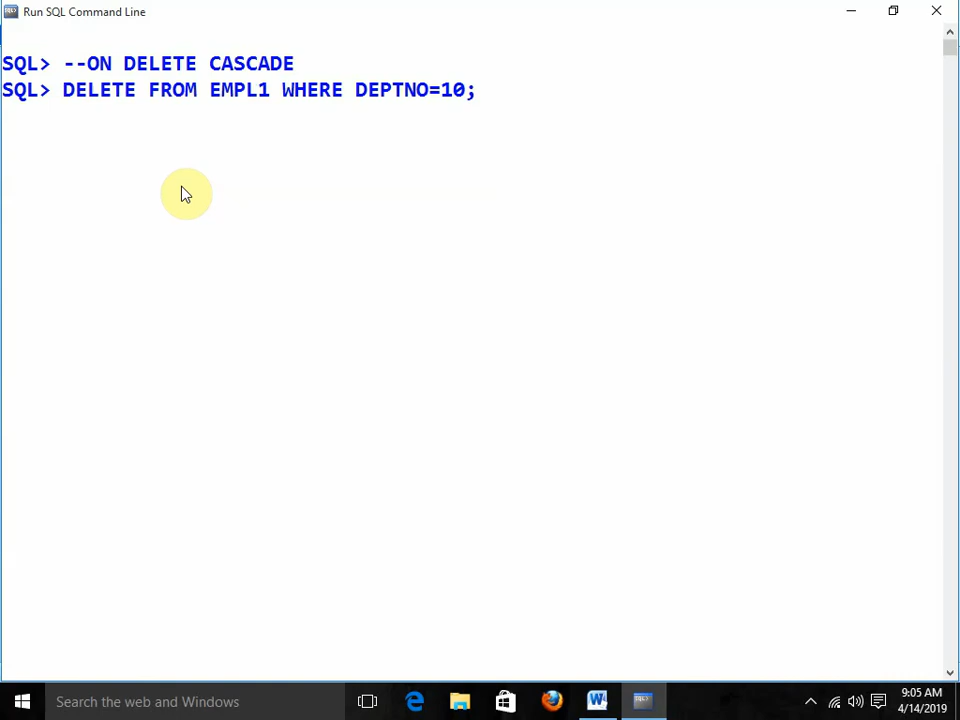 Run SQL Command Line
SQL> --ON DELETE CASCADE
SQL> DELETE FROM EMPL1 WHERE DEPTNO=10;
Search the web and Windows
9:05 AM
4/14/2019